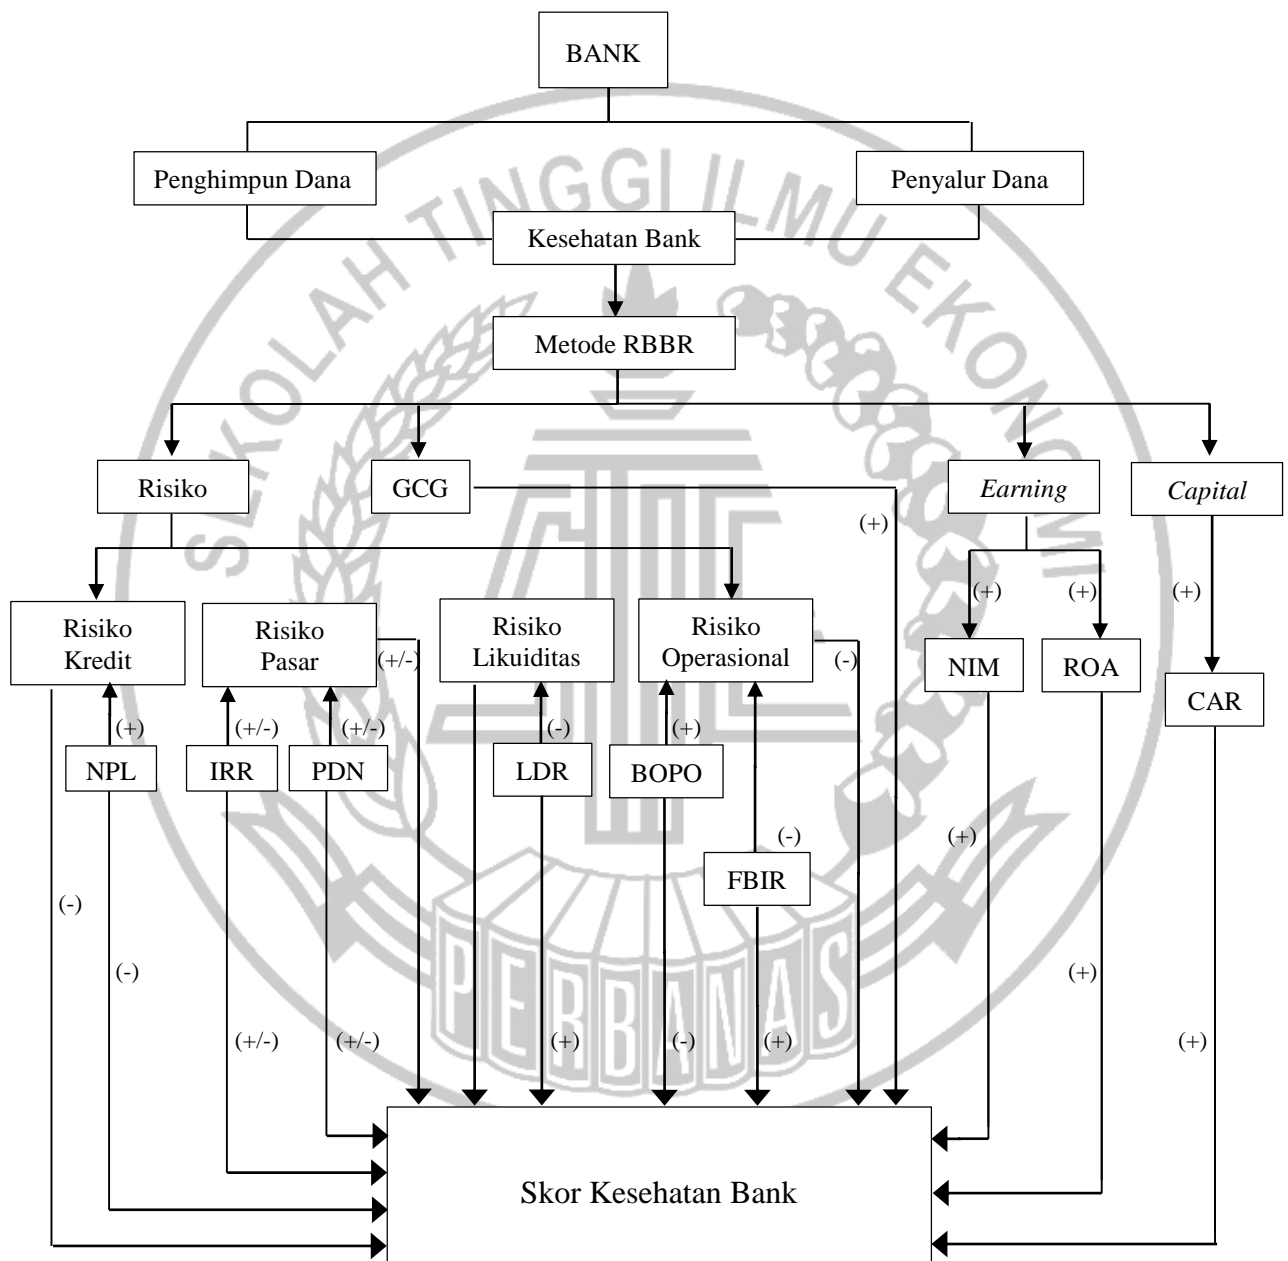 BANK
Penghimpun Dana
Penyalur Dana
Kesehatan Bank
Metode RBBR
Risiko
GCG
Earning
Capital
(+)
Risiko
Kredit
Risiko
Pasar
Risiko
Likuiditas
Risiko
Operasional
(+)
(+)
(+)
(+/-)
(-)
NIM
ROA
CAR
(+)
(+/-)
(+/-)
(-)
(+)
NPL
IRR
PDN
LDR
BOPO
(-)
(+)
FBIR
(-)
(-)
(+)
(+/-)
(+/-)
(+)
(-)
(+)
(+)
Skor Kesehatan Bank
SEKOLAH TINGGI ILMU EKONOMI
PERBANAS